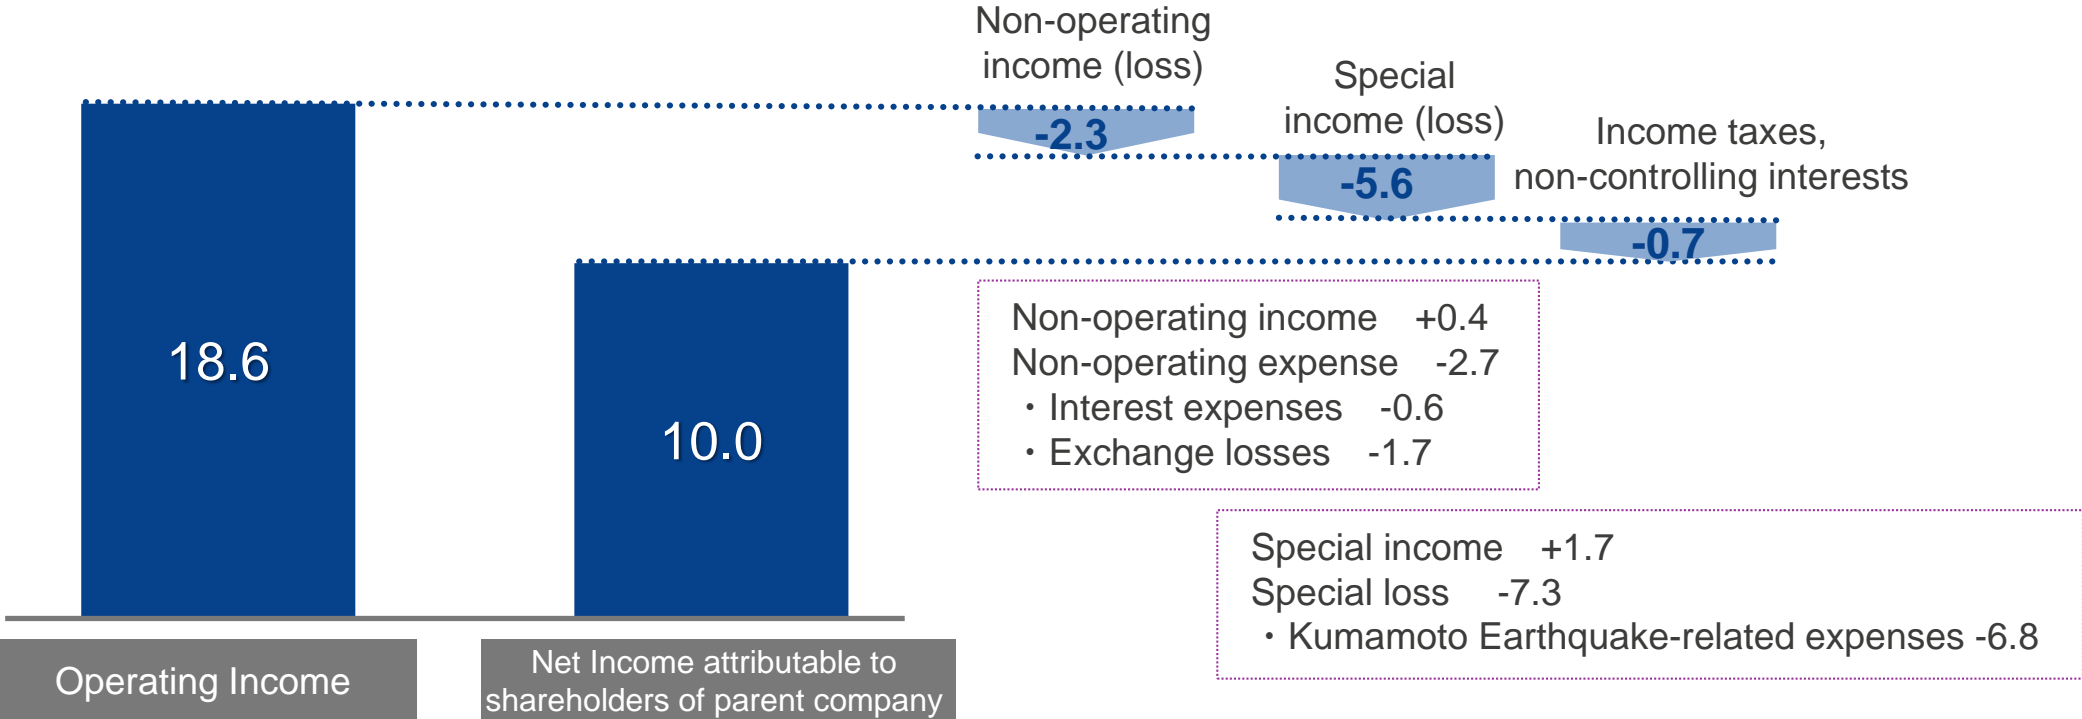 Non-operating
income (loss)
Special
income (loss)
Income taxes,
non-controlling interests
-2.3
-5.6
-0.7
18.6
10.0
Non-operating income +0.4
Non-operating expense -2.7
・Interest expenses -0.6
・Exchange losses -1.7
Special income +1.7
Special loss -7.3
・Kumamoto Earthquake-related expenses -6.8
Operating Income
Net Income attributable to
shareholders of parent company